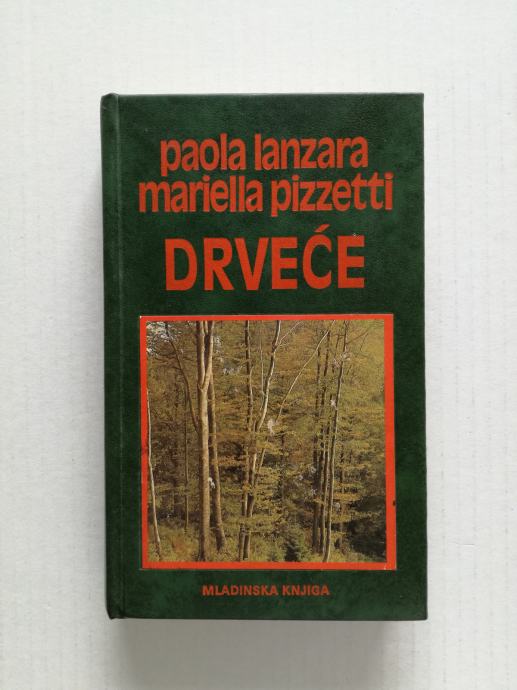 paola lanzara
mariella pizzetti
DRVEĆE
MLADINSKA KNJIGA